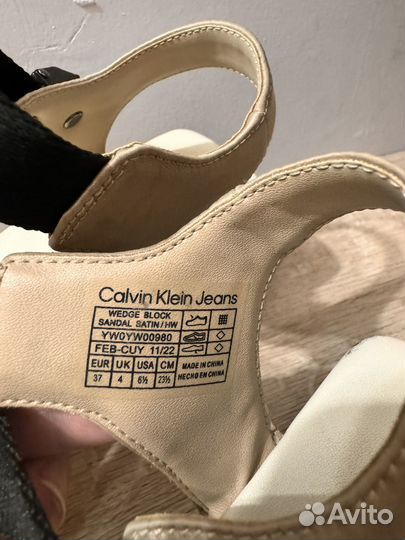 Calvin Klein Jeans
WEDGE BLOCK
SANDAL SATIN/HW
YW0YW00980
FEB-CUY 11/22
EUR UK USA CM
37 4 6½ 23½
MADE IN CHINA
HECHO EN CHINA
Avito